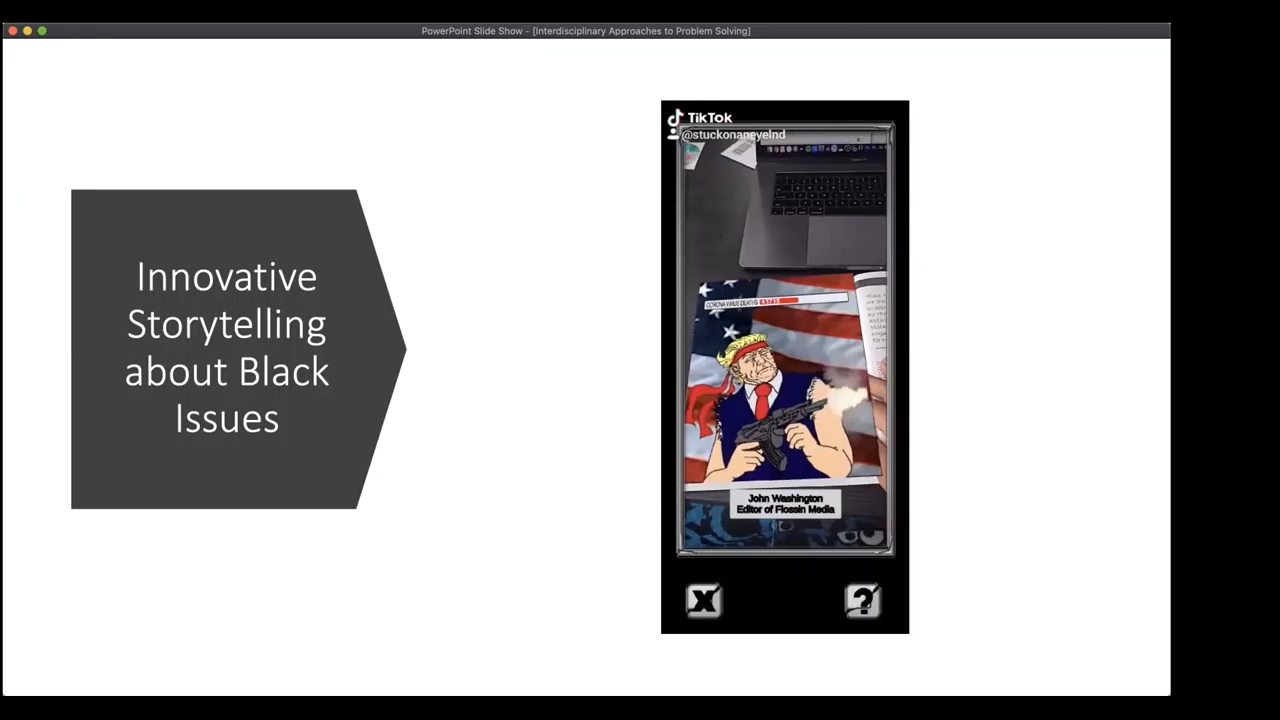 PowerPoint Slide Show - [Interdisciplinary Approaches to Problem Solving]
Innovative
Storytelling
about Black
Issues
TikTok
@stuckonaneyelnd
CORONA VIRUS DEATHS
John Washington
Editor of Flossin Media
X
?